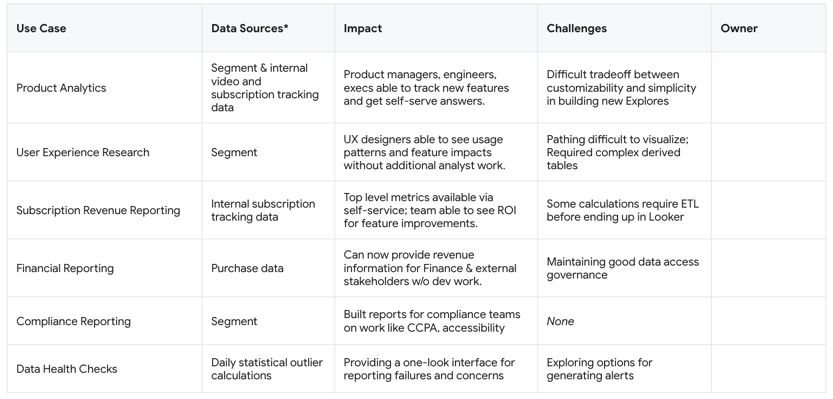 Use Case
Data Sources*
Impact
Challenges
Owner
Product Analytics
Segment & internal
video and
subscription tracking
data
Product managers, engineers,
execs able to track new features
and get self-serve answers.
Difficult tradeoff between
customizability and simplicity
in building new Explores
User Experience Research
Segment
UX designers able to see usage
patterns and feature impacts
without additional analyst work.
Pathing difficult to visualize;
Required complex derived
tables
Subscription Revenue Reporting
Internal subscription
tracking data
Top level metrics available via
self-service; team able to see ROI
for feature improvements.
Some calculations require ETL
before ending up in Looker
Financial Reporting
Purchase data
Can now provide revenue
information for Finance & external
stakeholders w/o dev work.
Maintaining good data access
governance
Compliance Reporting
Segment
Built reports for compliance teams
on work like CCPA, accessibility
None
Data Health Checks
Daily statistical outlier
calculations
Providing a one-look interface for
reporting failures and concerns
Exploring options for
generating alerts